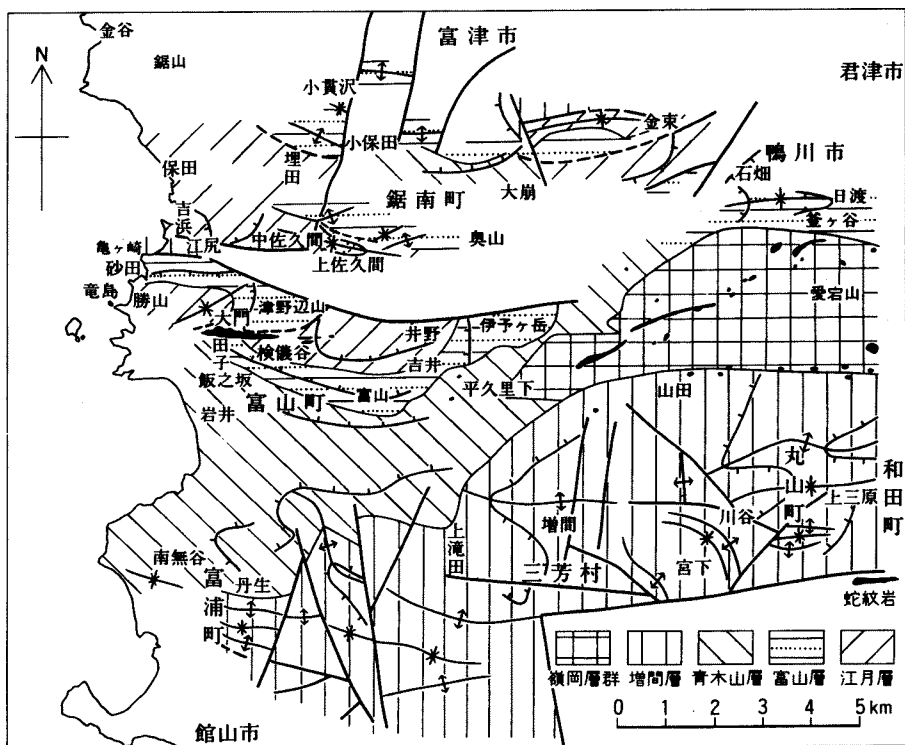 金谷
鋸山
N
富津市
君津市
小貫沢
小保田
金束
埋田
保田
鴨川市
石畑
鋸南町
大崩
日渡
釜ヶ谷
吉浜
江尻
中佐久間
奥山
亀ヶ崎
上佐久間
砂田
竜島
勝山
大門
津野辺山
愛宕山
井野
伊予ヶ岳
田子
検儀谷
吉井
飯之坂
富山
平久里下
山田
岩井
富山町
丸山町
和田町
上滝田
増間
川谷
上三原
南無谷
丹生
三芳村
宮下
富浦町
蛇紋岩
嶺岡層群
増間層
青木山層
富山層
江月層
0 1 2 3 4 5km
館山市